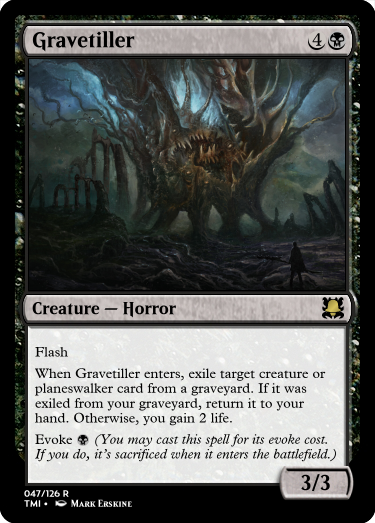 Gravetiller 4
Creature — Horror
Flash
When Gravetiller enters, exile target creature or
planeswalker card from a graveyard. If it was
exiled from your graveyard, return it to your
hand. Otherwise, you gain 2 life.
Evoke (You may cast this spell for its evoke cost.
If you do, it's sacrificed when it enters the battlefield.)
3/3
047/126 R
TMI • Mark Erskine